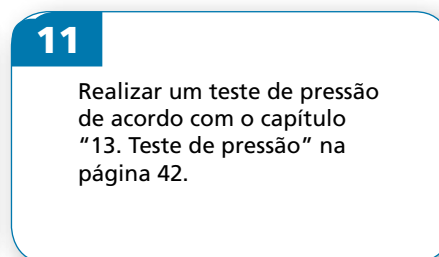 11
Realizar um teste de pressão
de acordo com o capítulo
“13. Teste de pressão” na
página 42.